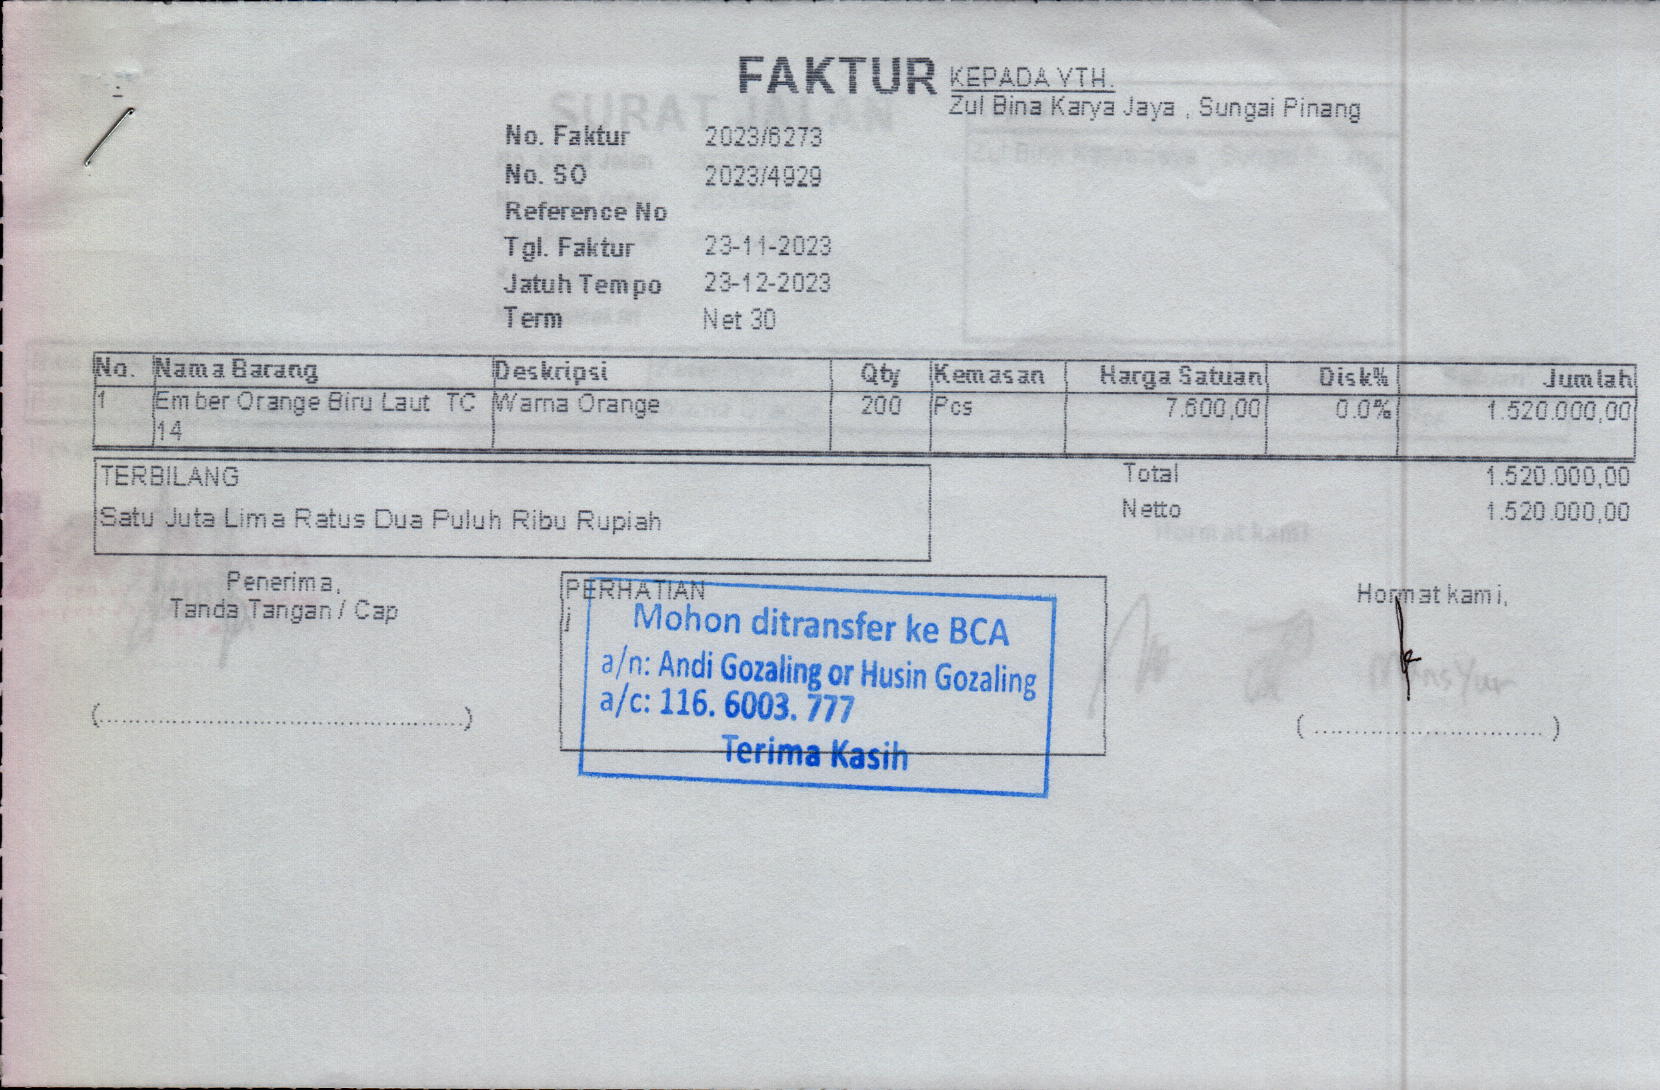 FAKTUR
KEPADA YTH.
Zul Bina Karya Jaya , Sungai Pinang
No. Faktur 2023/6273
No. SO 2023/4929
Reference No
Tgl. Faktur 23-11-2023
Jatuh Tempo 23-12-2023
Term Net 30
No. Nama Barang Deskripsi Qty Kemasan Harga Satuan Disk% Jumlah
1 Ember Orange Biru Laut TC Warna Orange 200 Pcs 7.600,00 0.0% 1.520.000,00
14
TERBILANG
Satu Juta Lima Ratus Dua Puluh Ribu Rupiah
Total 1.520.000,00
Netto 1.520.000,00
Penerima,
Tanda Tangan / Cap
(...............................................................)
PERHATIAN
j
Mohon ditransfer ke BCA
a/n: Andi Gozaling or Husin Gozaling
a/c: 116. 6003. 777
Terima Kasih
Hormat kami,
(........................................)
SURAT JALAN
Hormat kami
Mansyur